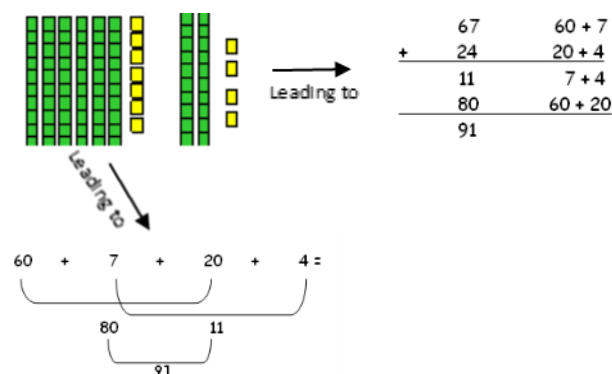 67 60 + 7
+ 24 20 + 4
Leading to
11 7 + 4
80 60 + 20
91
Leading to
60 + 7 + 20 + 4 =
80 11
91